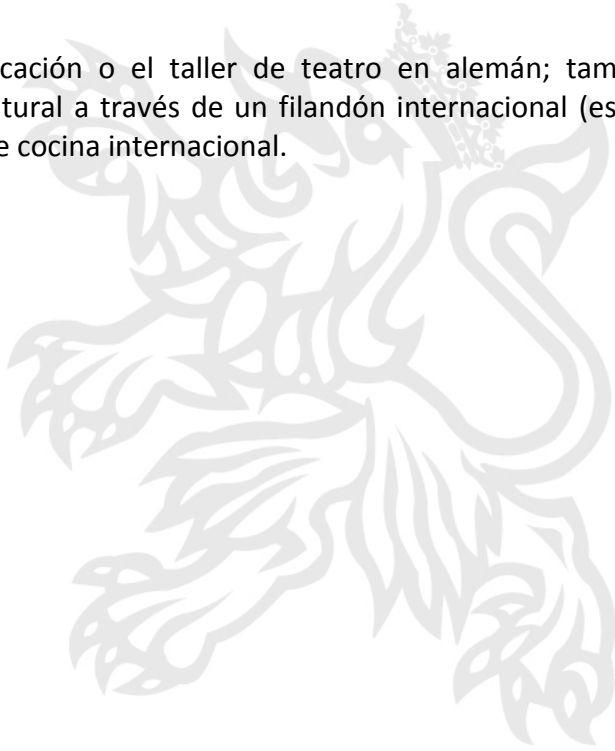 cación o el taller de teatro en alemán; tam
tural a través de un filandón internacional (es
e cocina internacional.